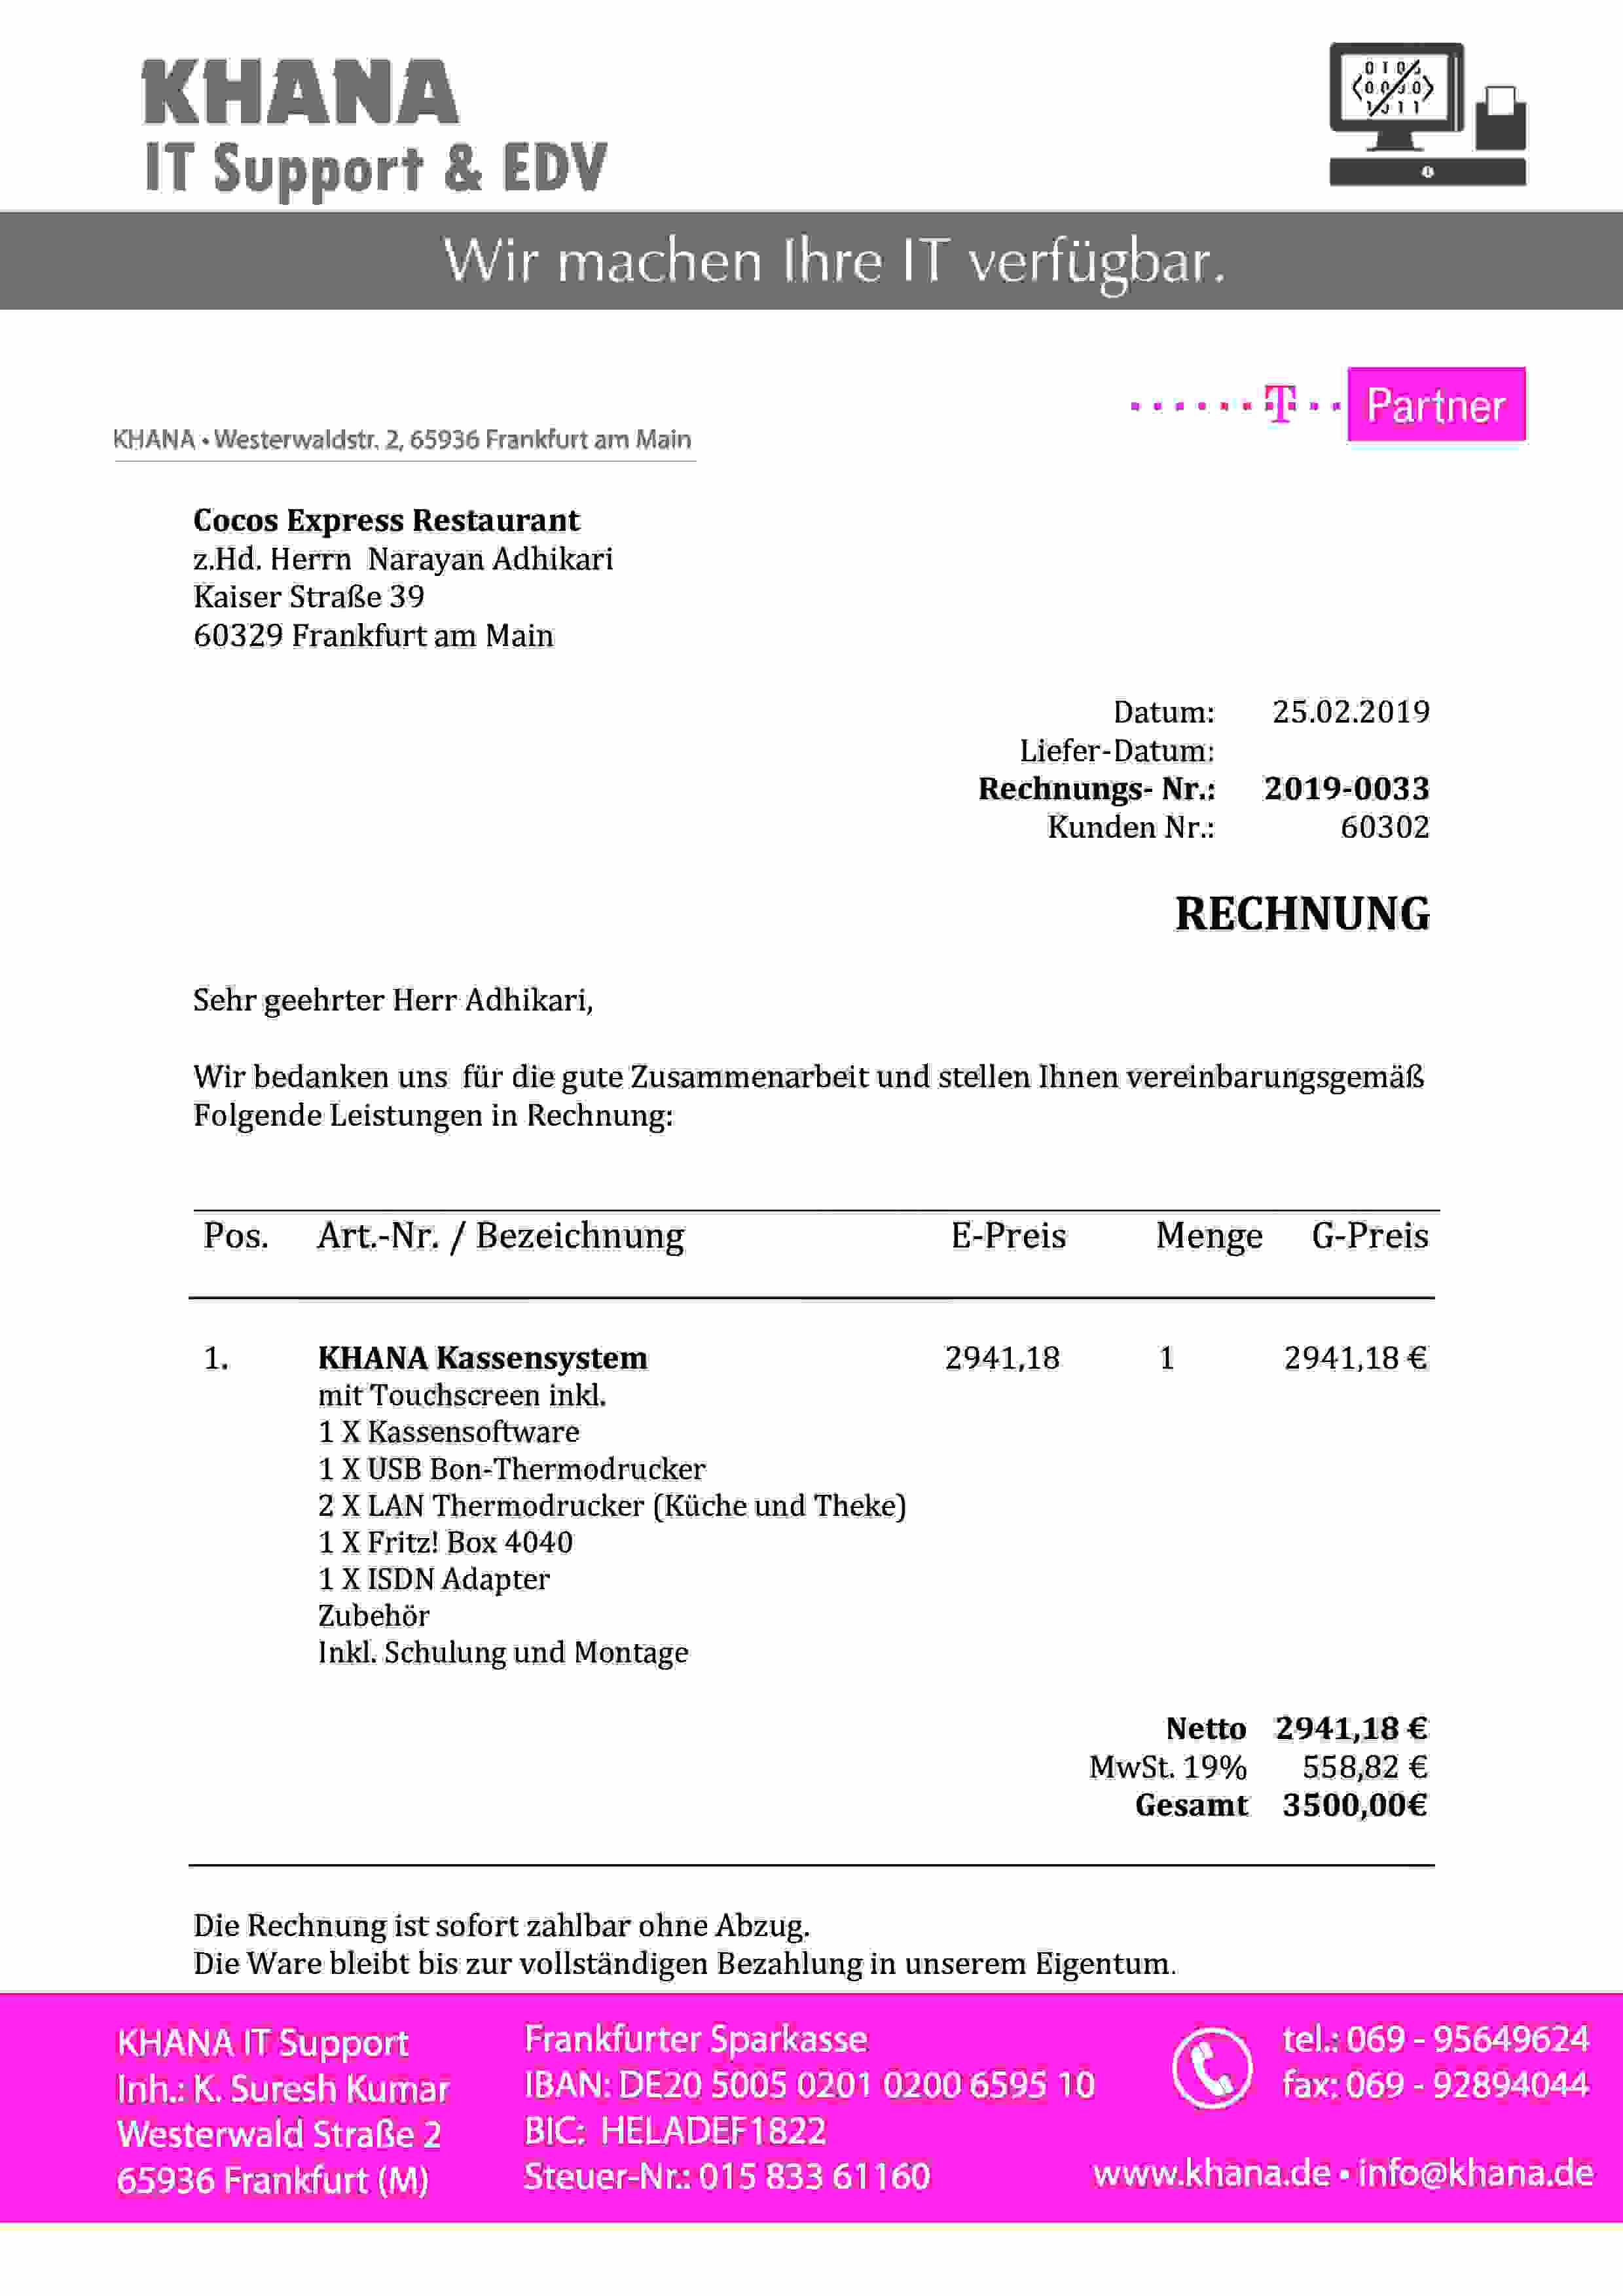 KHANA
IT Support & EDV
Wir machen Ihre IT verfügbar.
T Partner
KHANA • Westerwaldstr. 2, 65936 Frankfurt am Main
Cocos Express Restaurant
z.Hd. Herrn Narayan Adhikari
Kaiser Straße 39
60329 Frankfurt am Main
Datum: 25.02.2019
Liefer-Datum:
Rechnungs- Nr.: 2019-0033
Kunden Nr.: 60302
RECHNUNG
Sehr geehrter Herr Adhikari,
Wir bedanken uns für die gute Zusammenarbeit und stellen Ihnen vereinbarungsgemäß
Folgende Leistungen in Rechnung:
Pos. Art.-Nr. / Bezeichnung E-Preis Menge G-Preis
1. KHANA Kassensystem 2941,18 1 2941,18 €
mit Touchscreen inkl.
1 X Kassensoftware
1 X USB Bon-Thermodrucker
2 X LAN Thermodrucker (Küche und Theke)
1 X Fritz! Box 4040
1 X ISDN Adapter
Zubehör
Inkl. Schulung und Montage
Netto 2941,18 €
MwSt. 19% 558,82 €
Gesamt 3500,00€
Die Rechnung ist sofort zahlbar ohne Abzug.
Die Ware bleibt bis zur vollständigen Bezahlung in unserem Eigentum.
KHANA IT Support
Inh.: K. Suresh Kumar
Westerwald Straße 2
65936 Frankfurt (M)
Frankfurter Sparkasse
IBAN: DE20 5005 0201 0200 6595 10
BIC: HELADEF1822
Steuer-Nr.: 015 833 61160
tel.: 069 - 95649624
fax: 069 - 92894044
www.khana.de • info@khana.de